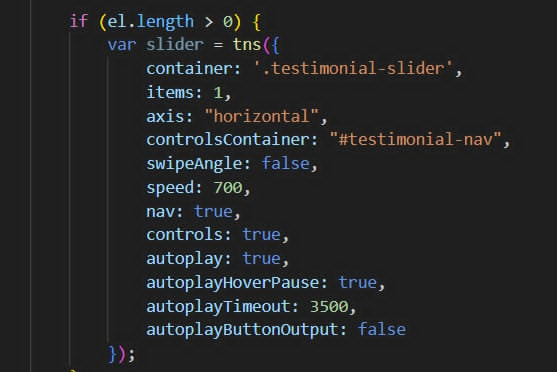 if (el.length > 0) {
var slider = tns({
container: '.testimonial-slider',
items: 1,
axis: "horizontal",
controlsContainer: "#testimonial-nav",
swipeAngle: false,
speed: 700,
nav: true,
controls: true,
autoplay: true,
autoplayHoverPause: true,
autoplayTimeout: 3500,
autoplayButtonOutput: false
});